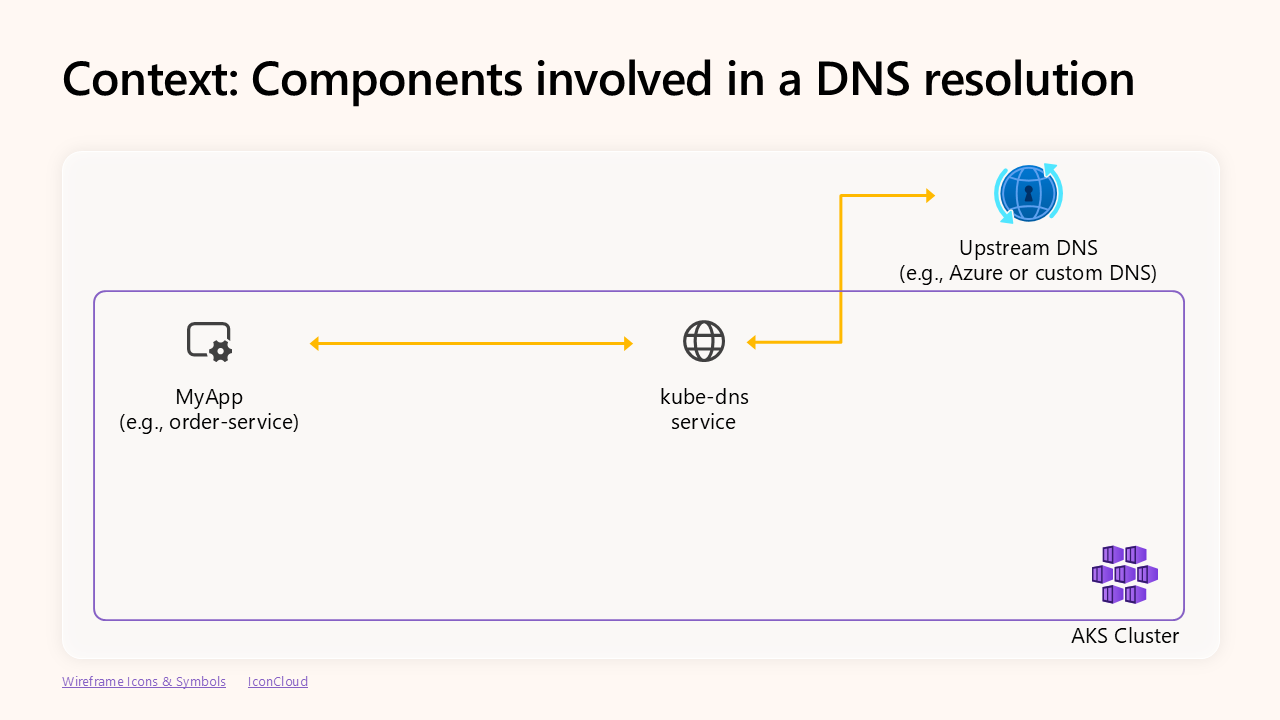 Context: Components involved in a DNS resolution
Upstream DNS
(e.g., Azure or custom DNS)
MyApp
(e.g., order-service)
kube-dns
service
AKS Cluster
Wireframe Icons & Symbols
IconCloud